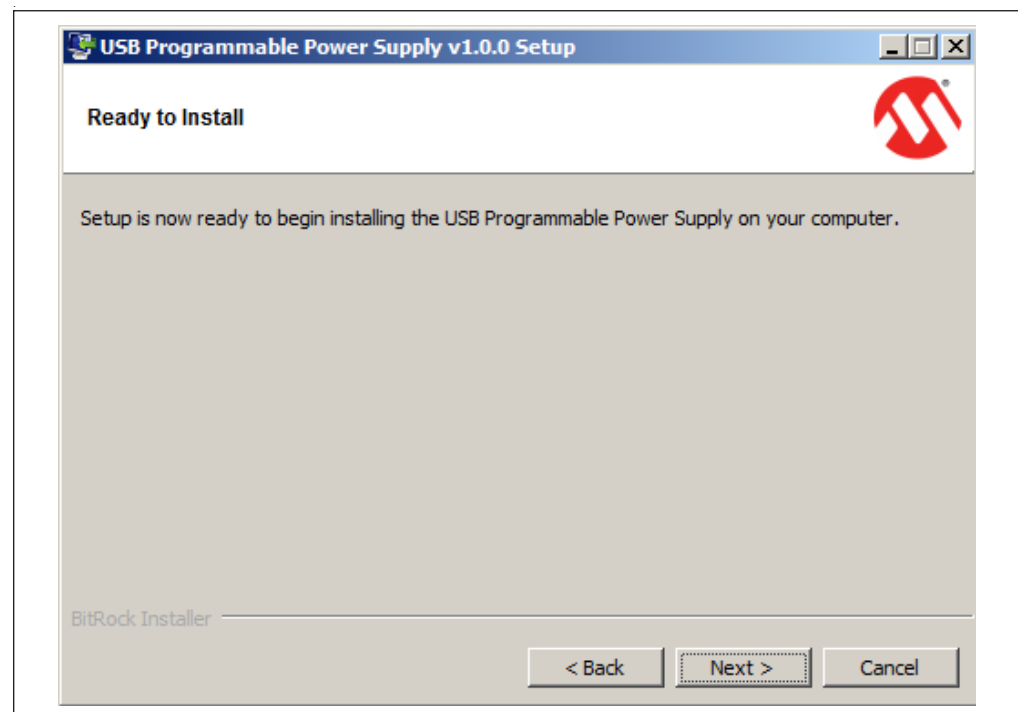 USB Programmable Power Supply v1.0.0 Setup
Ready to Install
®
Setup is now ready to begin installing the USB Programmable Power Supply on your computer.
BitRock Installer
< Back Next > Cancel